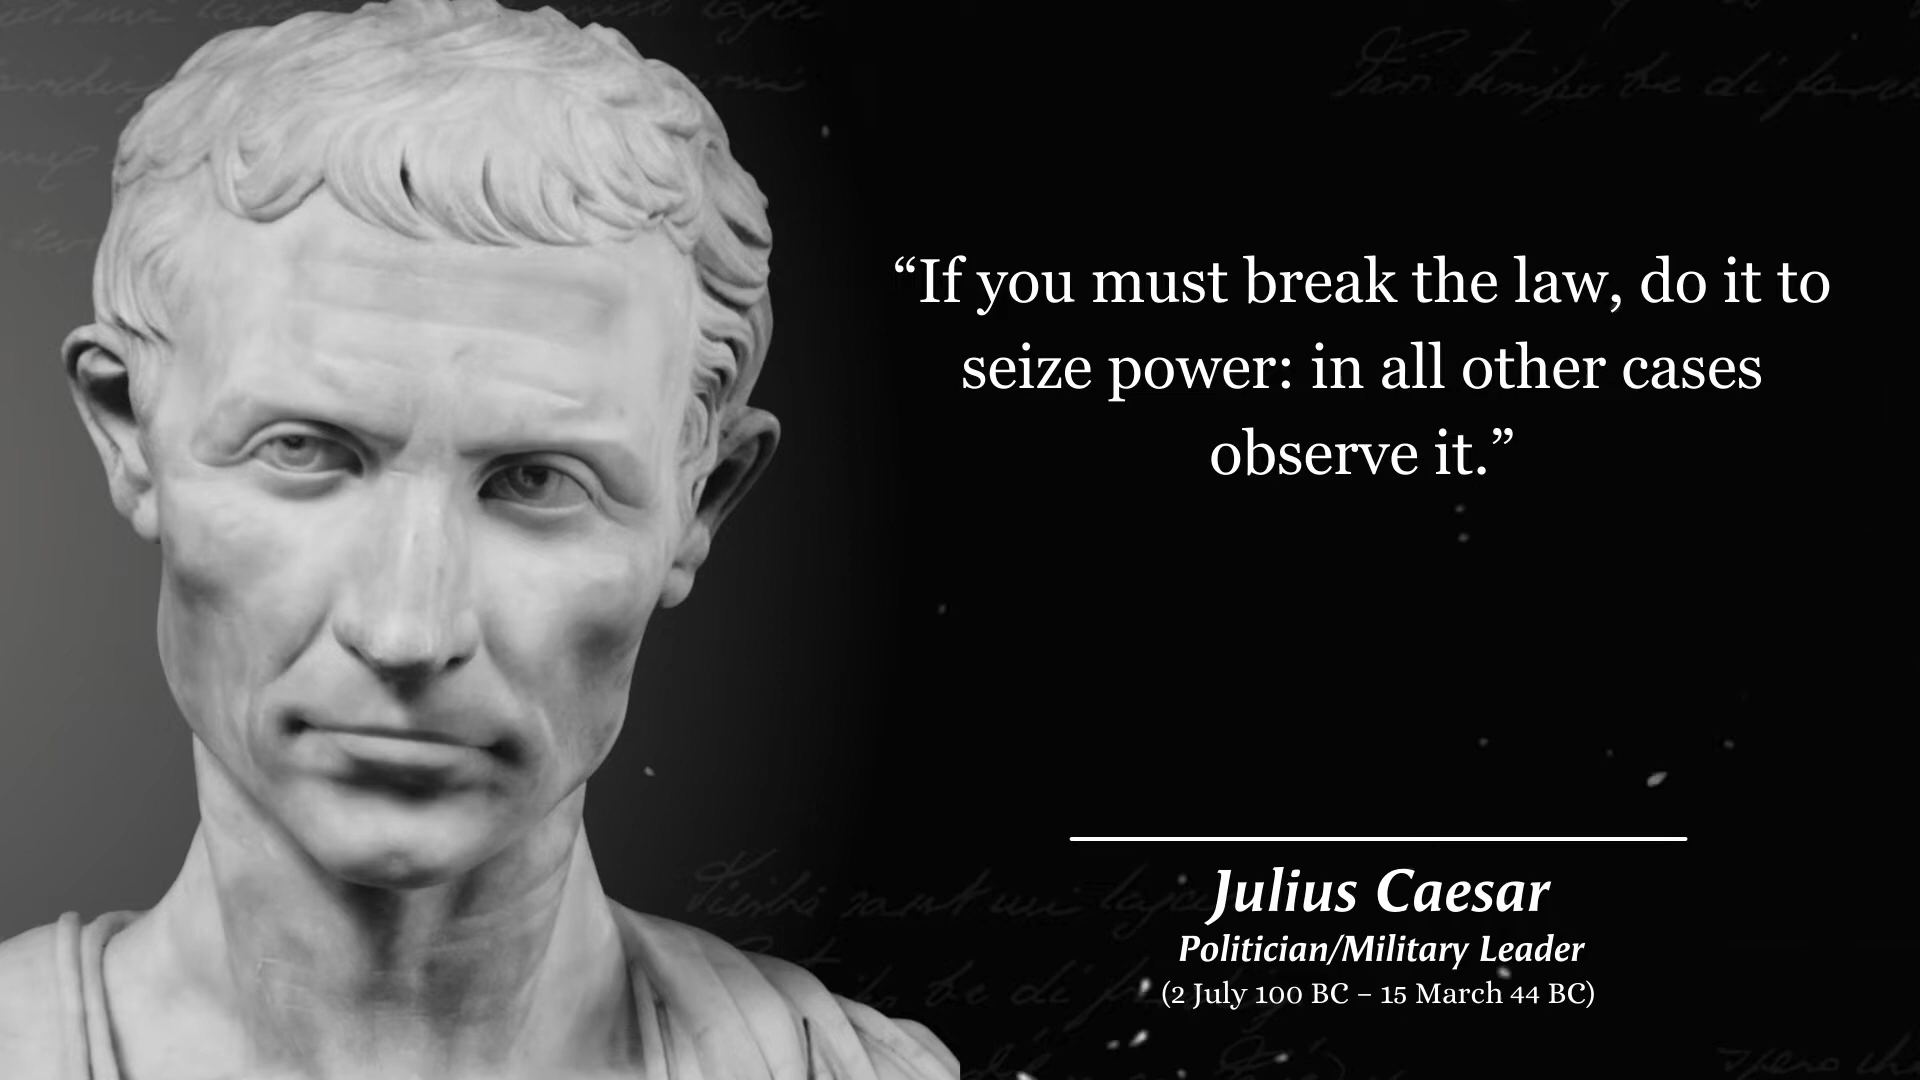 “If you must break the law, do it to
seize power: in all other cases
observe it.”
Julius Caesar
Politician/Military Leader
(2 July 100 BC – 15 March 44 BC)